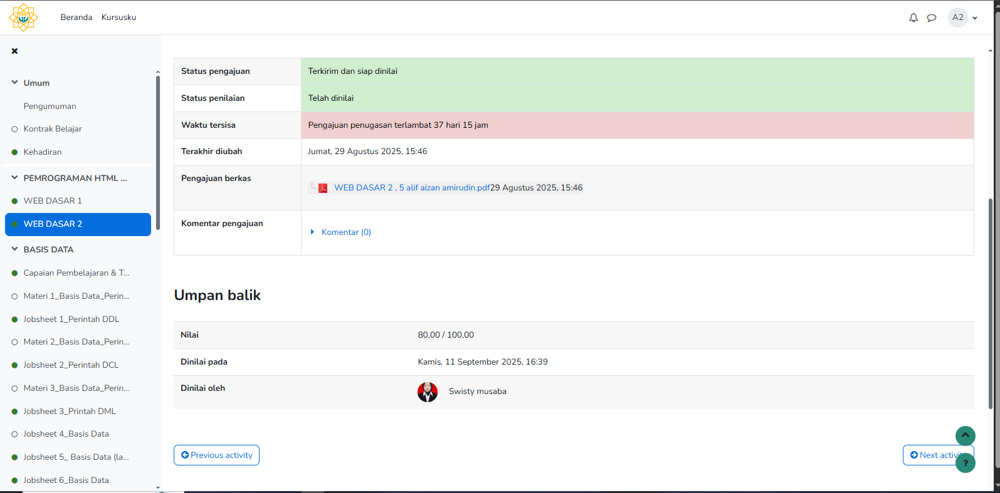 Beranda Kursusku
A2
Umum
Pengumuman
Kontrak Belajar
Kehadiran
PEMROGRAMAN HTML ...
WEB DASAR 1
WEB DASAR 2
BASIS DATA
Capaian Pembelajaran & T...
Materi 1_Basis Data_Perin...
Jobsheet 1_Perintah DDL
Materi 2_Basis Data_Perin...
Jobsheet 2_Perintah DCL
Materi 3_Basis Data_Perin...
Jobsheet 3_Printah DML
Jobsheet 4_Basis Data
Jobsheet 5_ Basis Data (la...
Jobsheet 6_Basis Data
Status pengajuan Terkirim dan siap dinilai
Status penilaian Telah dinilai
Waktu tersisa Pengajuan penugasan terlambat 37 hari 15 jam
Terakhir diubah Jumat, 29 Agustus 2025, 15:46
Pengajuan berkas WEB DASAR 2 , 5 alif aizan amirudin.pdf29 Agustus 2025, 15:46
Komentar pengajuan Komentar (0)
Umpan balik
Nilai 80,00 / 100,00
Dinilai pada Kamis, 11 September 2025, 16:39
Dinilai oleh Swisty musaba
Previous activity Next activit
?